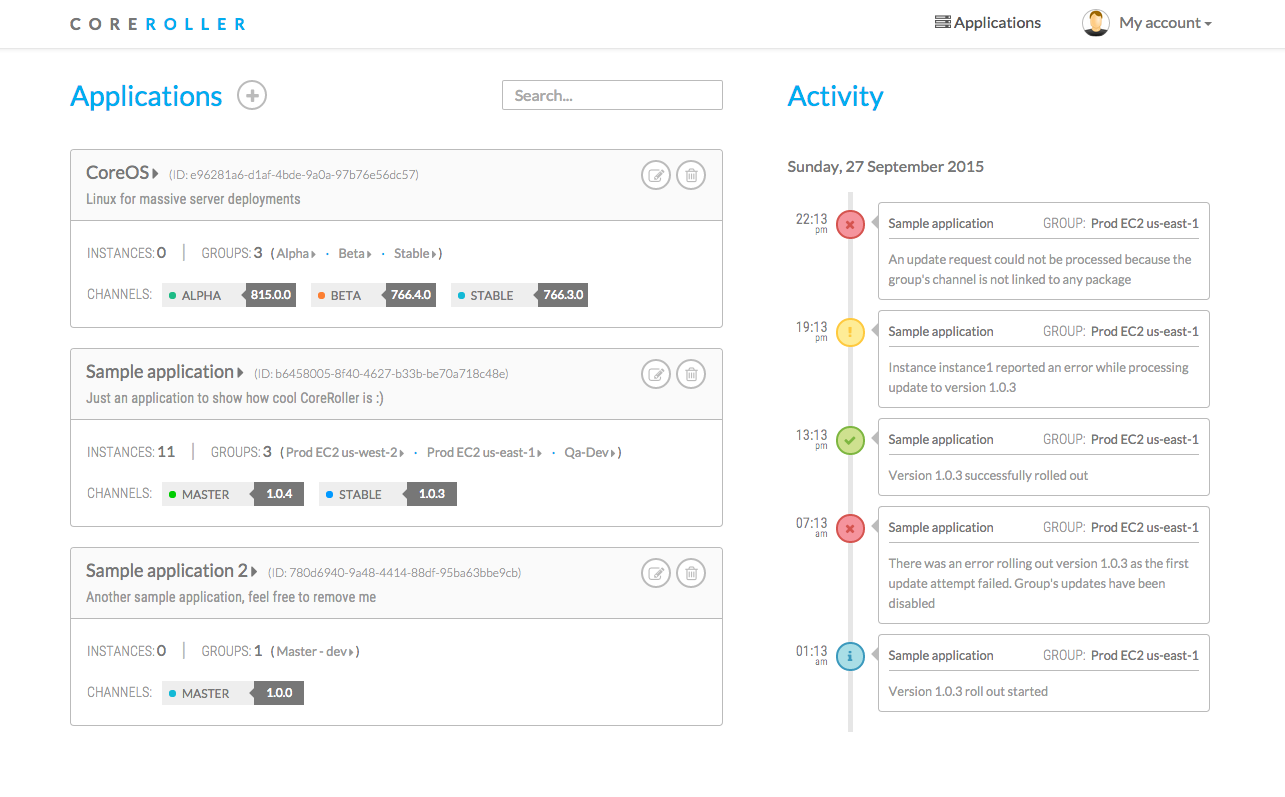 COREROLLER
Applications
My account
Applications
Search...
Activity
CoreOS (ID: e96281a6-d1af-4bde-9a0a-97b76e56dc57)
Linux for massive server deployments
INSTANCES: 0 | GROUPS: 3 (Alpha · Beta · Stable)
CHANNELS: ALPHA 815.0.0 BETA 766.4.0 STABLE 766.3.0
Sample application (ID: b6458005-8f40-4627-b33b-be70a718c48e)
Just an application to show how cool CoreRoller is :)
INSTANCES: 11 | GROUPS: 3 (Prod EC2 us-west-2 · Prod EC2 us-east-1 · Qa-Dev)
CHANNELS: MASTER 1.0.4 STABLE 1.0.3
Sample application 2 (ID: 780d6940-9a48-4414-88df-95ba63bbe9cb)
Another sample application, feel free to remove me
INSTANCES: 0 | GROUPS: 1 (Master - dev)
CHANNELS: MASTER 1.0.0
Sunday, 27 September 2015
22:13 pm
Sample application GROUP: Prod EC2 us-east-1
An update request could not be processed because the
group's channel is not linked to any package
19:13 pm
Sample application GROUP: Prod EC2 us-east-1
Instance instance1 reported an error while processing
update to version 1.0.3
13:13 pm
Sample application GROUP: Prod EC2 us-east-1
Version 1.0.3 successfully rolled out
07:13 am
Sample application GROUP: Prod EC2 us-east-1
There was an error rolling out version 1.0.3 as the first
update attempt failed. Group's updates have been
disabled
01:13 am
Sample application GROUP: Prod EC2 us-east-1
Version 1.0.3 roll out started